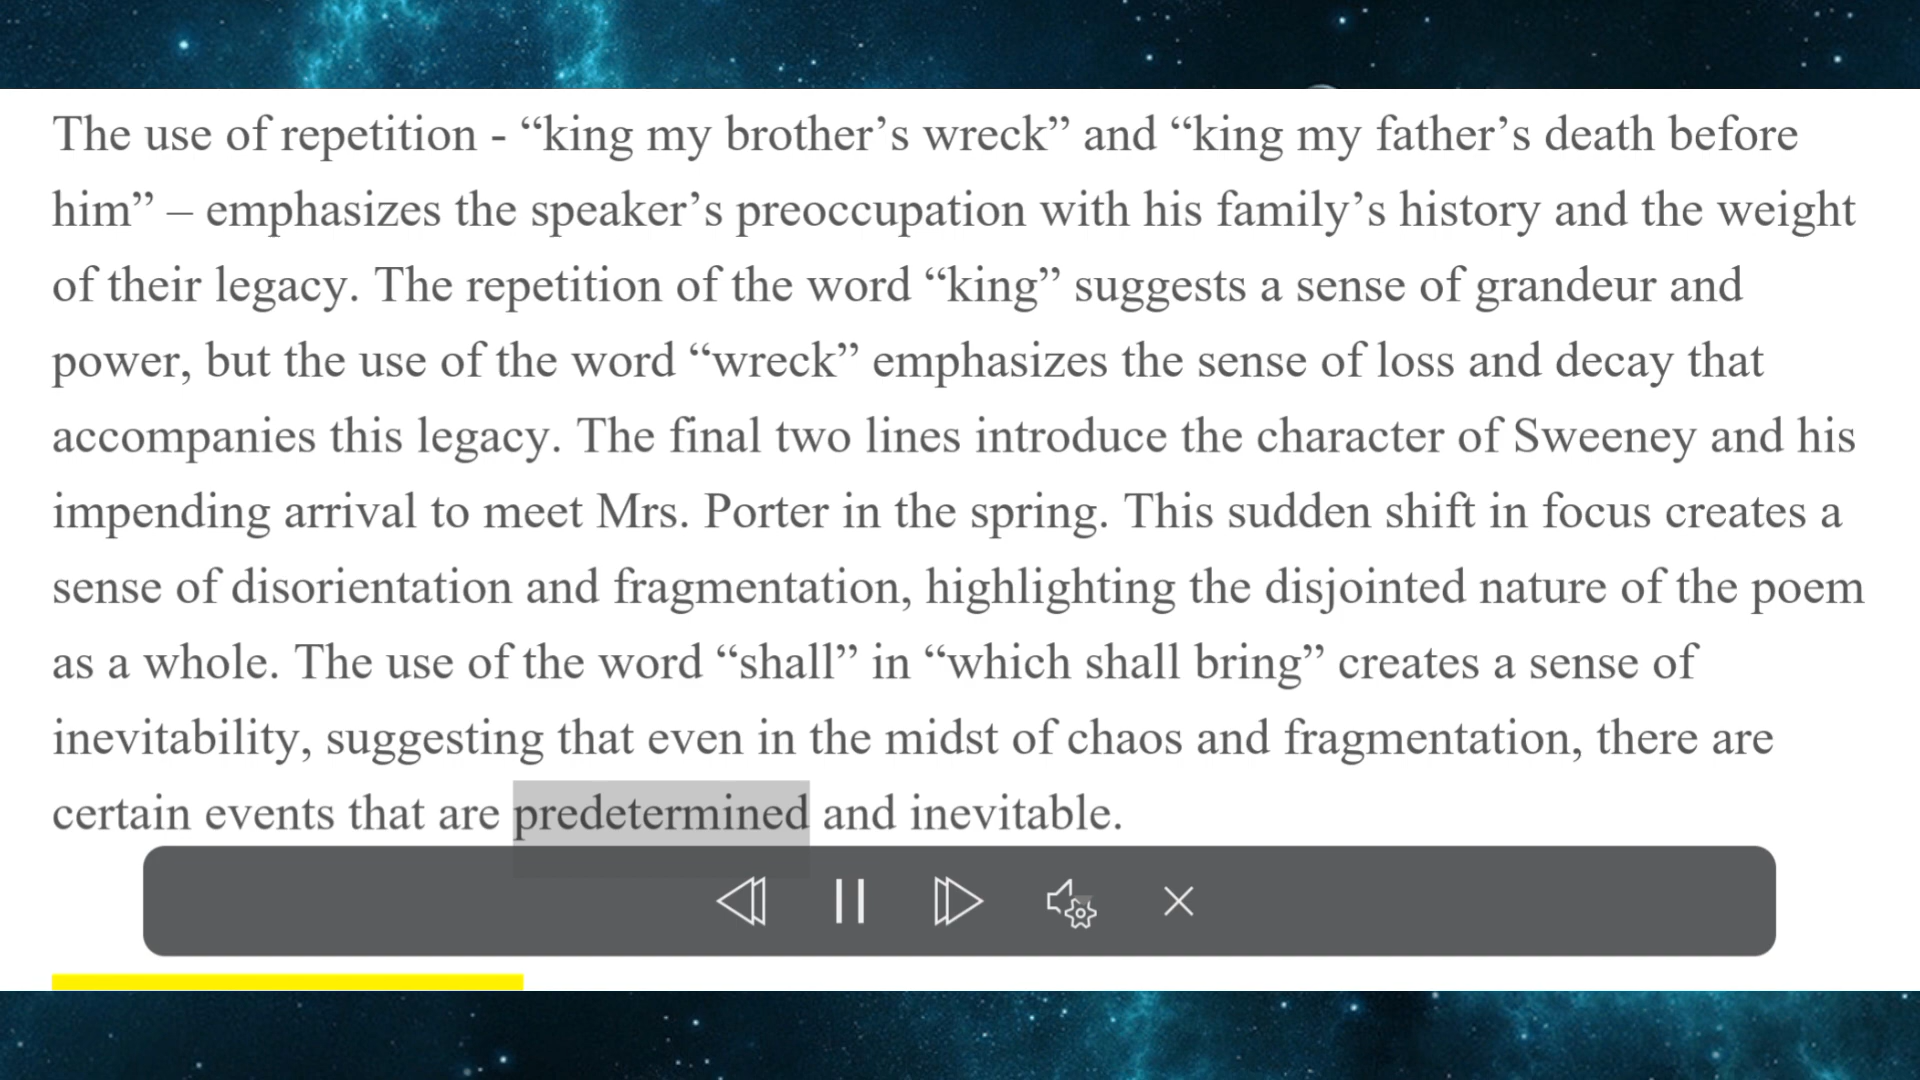 The use of repetition - “king my brother’s wreck” and “king my father’s death before
him” – emphasizes the speaker’s preoccupation with his family’s history and the weight
of their legacy. The repetition of the word “king” suggests a sense of grandeur and
power, but the use of the word “wreck” emphasizes the sense of loss and decay that
accompanies this legacy. The final two lines introduce the character of Sweeney and his
impending arrival to meet Mrs. Porter in the spring. This sudden shift in focus creates a
sense of disorientation and fragmentation, highlighting the disjointed nature of the poem
as a whole. The use of the word “shall” in “which shall bring” creates a sense of
inevitability, suggesting that even in the midst of chaos and fragmentation, there are
certain events that are predetermined and inevitable.